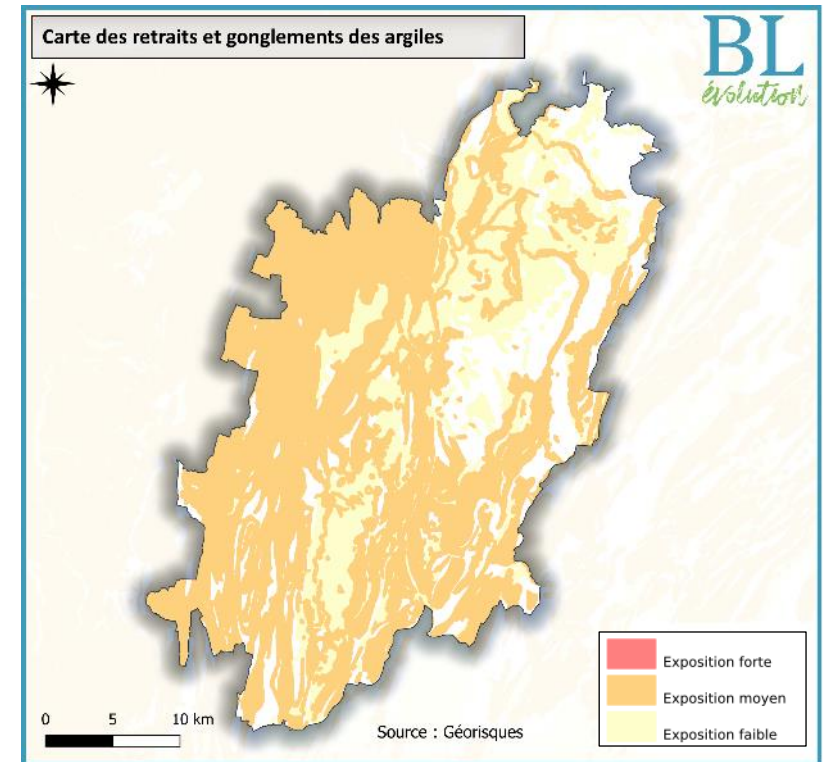 Carte des retraits et gonglements des argiles
BL
évolution
Exposition forte
Exposition moyen
Exposition faible
0 5 10 km
Source : Géorisques